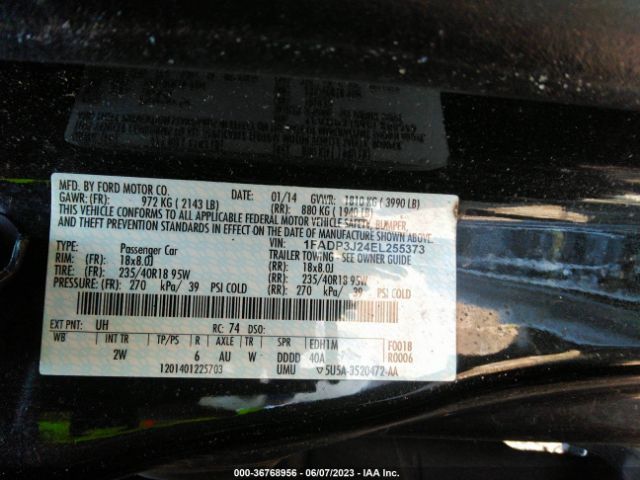 MFD. BY FORD MOTOR CO.
DATE: 01/14 GVWR: 1810 KG ( 3990 LB)
GAWR: (FR): 972 KG ( 2143 LB) (RR): 880 KG ( 1940 LB)
THIS VEHICLE CONFORMS TO ALL APPLICABLE FEDERAL MOTOR VEHICLE SAFETY, BUMPER,
AND THEFT PREVENTION STANDARDS IN EFFECT ON THE DATE OF MANUFACTURE SHOWN ABOVE.
VIN: 1FADP3J24EL255373
TYPE: Passenger Car TRAILER TOWING - SEE OWNER GUIDE
RIM: (FR): 18x8.0J (RR): 18x8.0J
TIRE: (FR): 235/40R18 95W (RR): 235/40R18 95W
PRESSURE: (FR): 270 kPa/ 39 PSI COLD (RR): 270 kPa/ 39 PSI COLD
EXT PNT: UH RC: 74 DSO:
WB INT TR TP/PS R AXLE TR SPR EDH1M F0018
2W 6 AU W DDDD 40A R0006
1201401225703 UMU 5U5A-3520472-AA
000-36768956 - 06/07/2023 - IAA Inc.